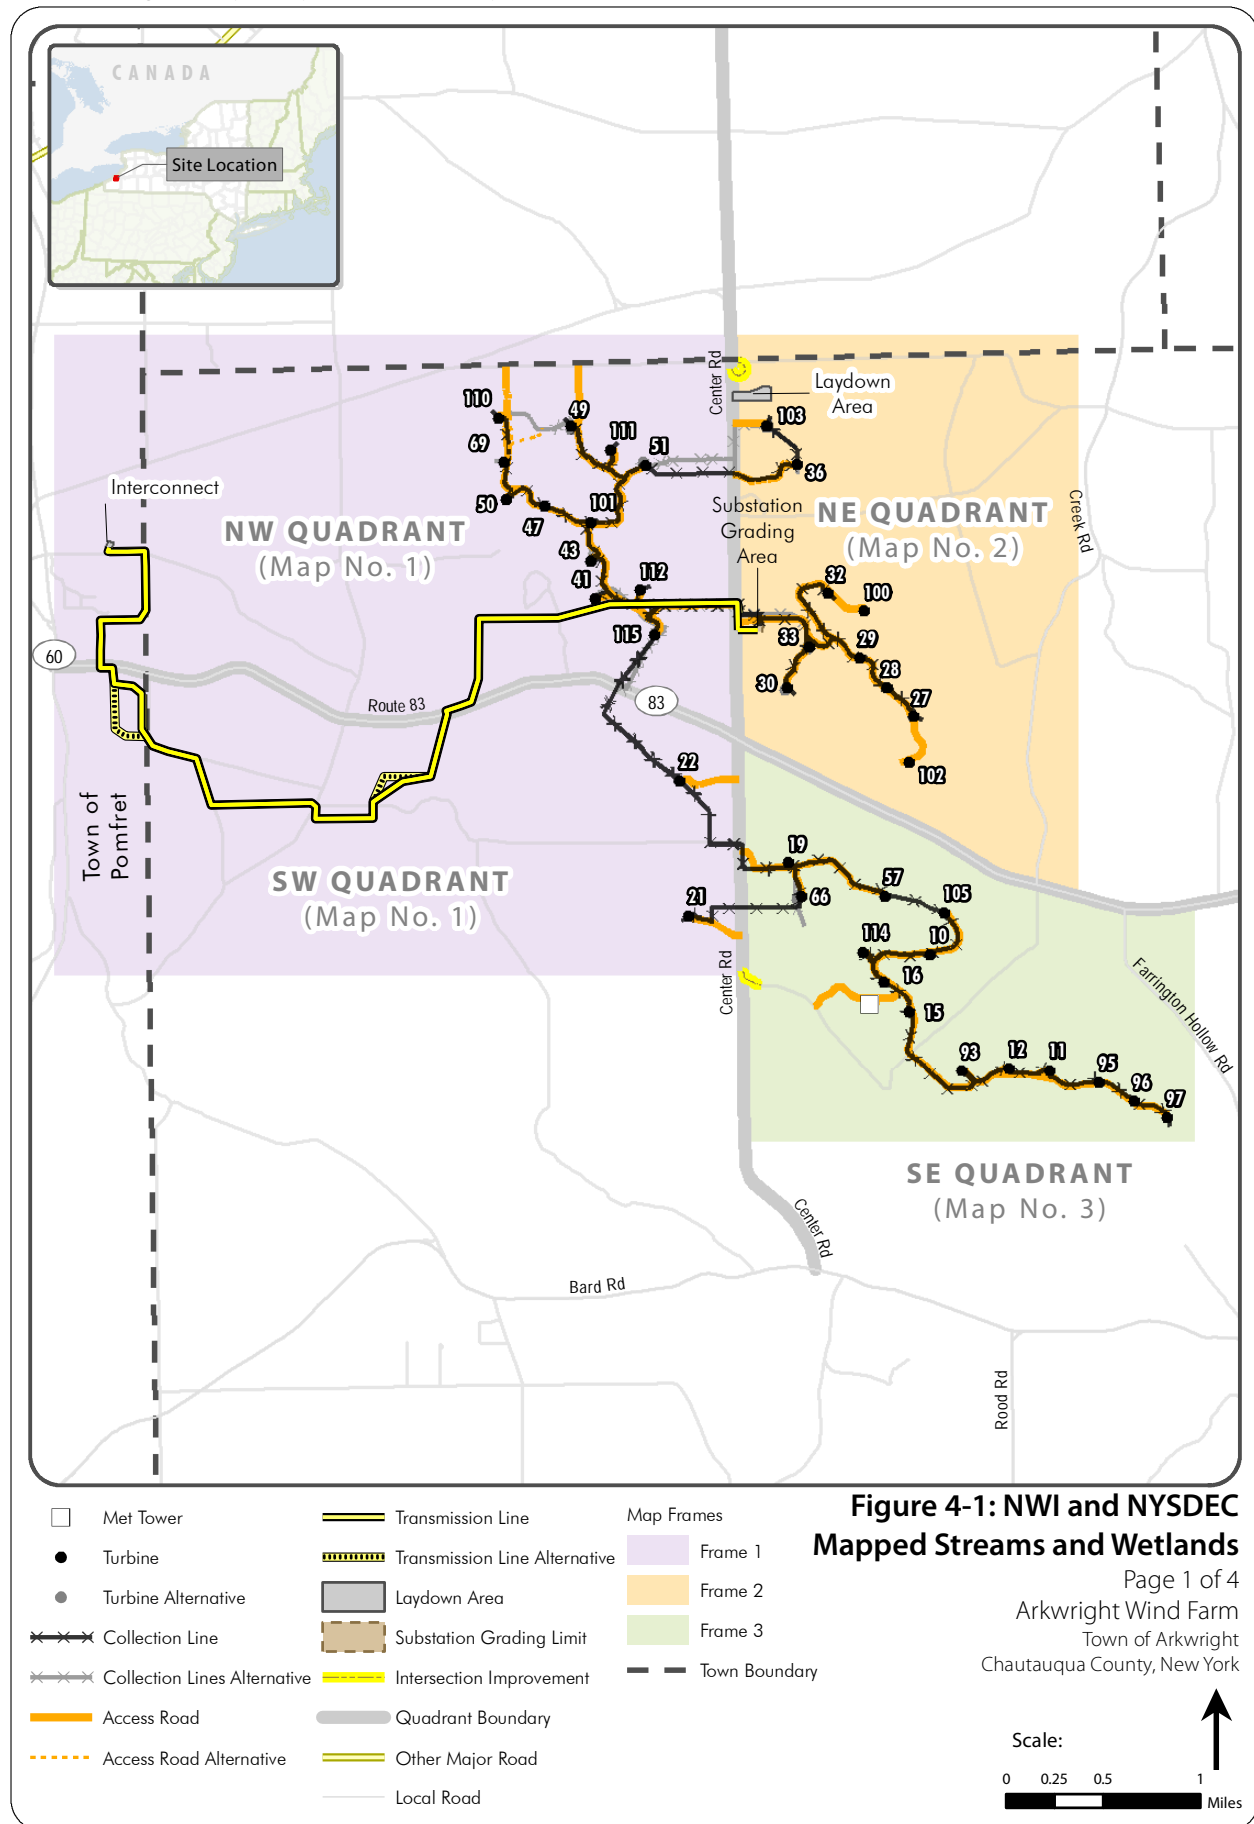 CANADA
Site Location
Center Rd
Laydown
Area
110
49
103
111
69
51
36
Interconnect
50
47
101
Substation
Grading
Area
NW QUADRANT
(Map No. 1)
NE QUADRANT
(Map No. 2)
Creek Rd
43
41
112
32
100
115
33
29
60
30
28
27
Route 83
83
22
102
Town of
Pomfret
19
SW QUADRANT
(Map No. 1)
21
66
57
105
114
10
Center Rd
16
15
Farrington Hollow Rd
93
12
11
95
96
97
SE QUADRANT
(Map No. 3)
Center Rd
Bard Rd
Rood Rd
Met Tower
Turbine
Turbine Alternative
Collection Line
Collection Lines Alternative
Access Road
Access Road Alternative
Transmission Line
Transmission Line Alternative
Laydown Area
Substation Grading Limit
Intersection Improvement
Quadrant Boundary
Other Major Road
Local Road
Map Frames
Frame 1
Frame 2
Frame 3
Town Boundary
Figure 4-1: NWI and NYSDEC
Mapped Streams and Wetlands
Page 1 of 4
Arkwright Wind Farm
Town of Arkwright
Chautauqua County, New York
Scale:
0 0.25 0.5 1
Miles